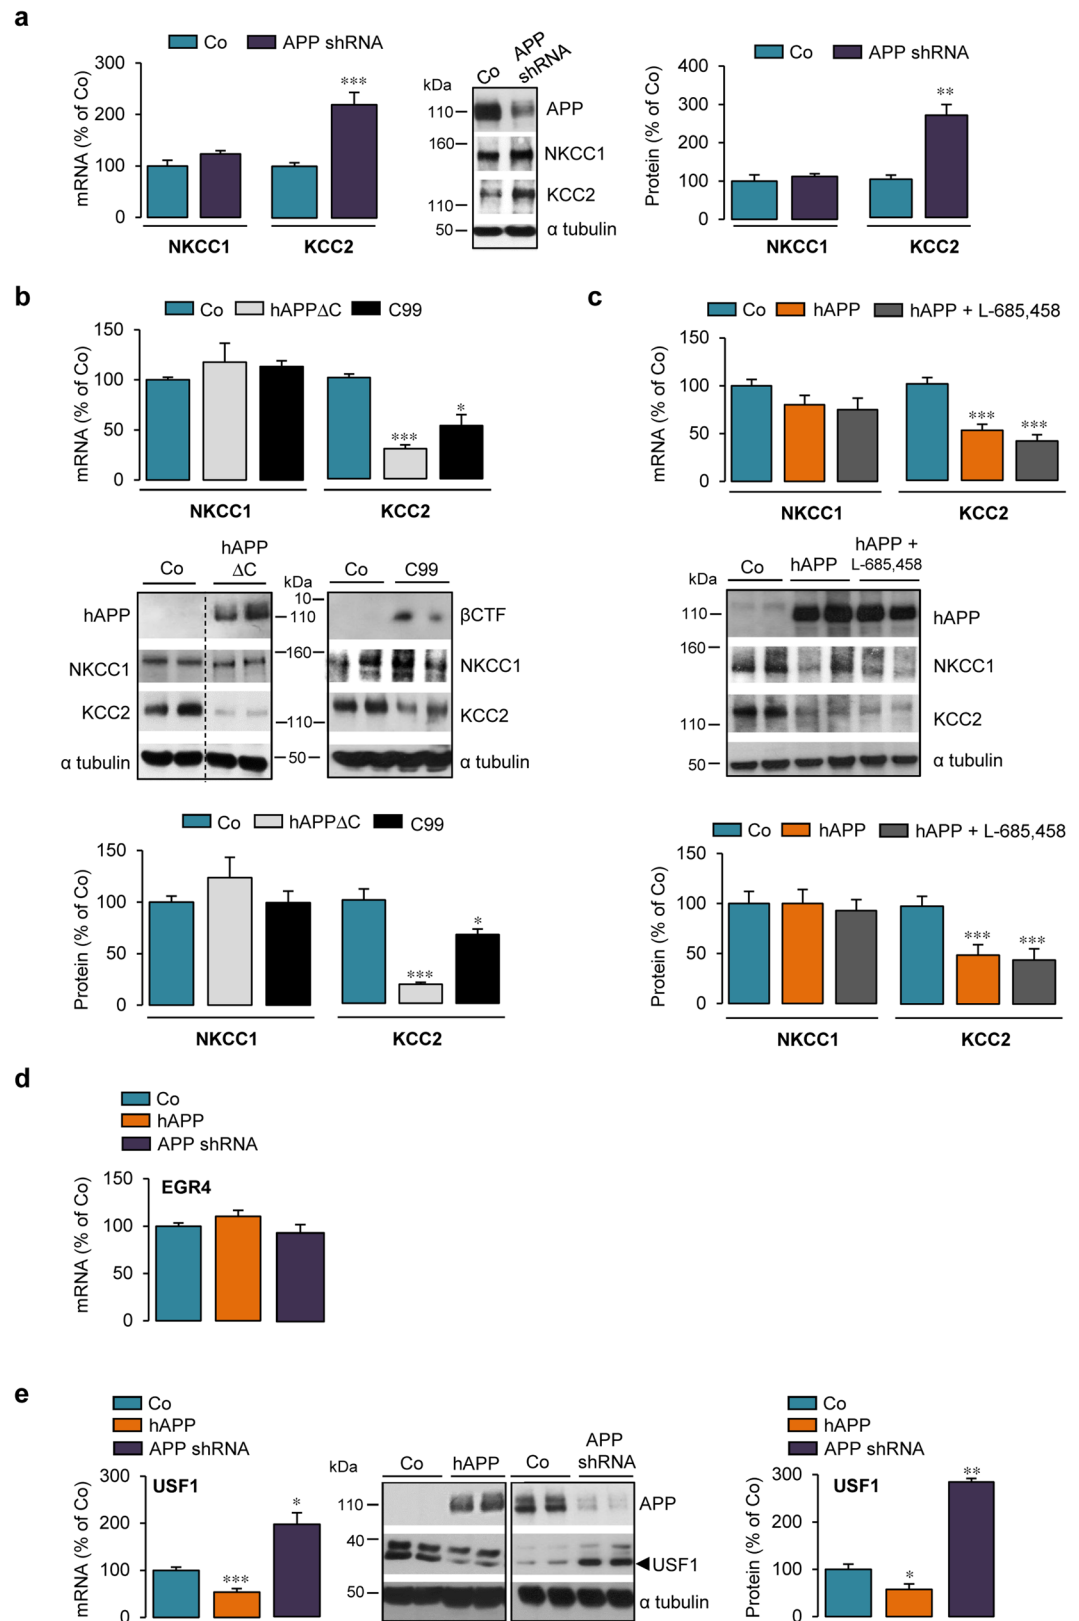 a
Co APP shRNA
mRNA (% of Co)
300
200
100
0
***
NKCC1 KCC2
kDa Co APP shRNA
110 APP
160
NKCC1
KCC2
110
50 α tubulin
Co APP shRNA
Protein (% of Co)
400
300
200
100
0
**
NKCC1 KCC2
b
Co hAPPΔC C99
mRNA (% of Co)
150
100
50
0
***
*
NKCC1 KCC2
Co hAPP ΔC kDa Co C99
hAPP 10 βCTF
110
160
NKCC1 NKCC1
KCC2 KCC2
110
α tubulin 50 α tubulin
Co hAPPΔC C99
Protein (% of Co)
150
100
50
0
***
*
NKCC1 KCC2
c
Co hAPP hAPP + L-685,458
mRNA (% of Co)
150
100
50
0
***
***
NKCC1 KCC2
kDa Co hAPP hAPP + L-685,458
110 hAPP
160
NKCC1
110 KCC2
50 α tubulin
Co hAPP hAPP + L-685,458
Protein (% of Co)
150
100
50
0
***
***
NKCC1 KCC2
d
Co
hAPP
APP shRNA
EGR4
mRNA (% of Co)
150
100
50
0
e
Co
hAPP
APP shRNA
USF1
mRNA (% of Co)
300
200
100
0
***
*
kDa Co hAPP Co APP shRNA
110 APP
40
USF1
50 α tubulin
Co
hAPP
APP shRNA
USF1
Protein (% of Co)
300
200
100
0
*
**